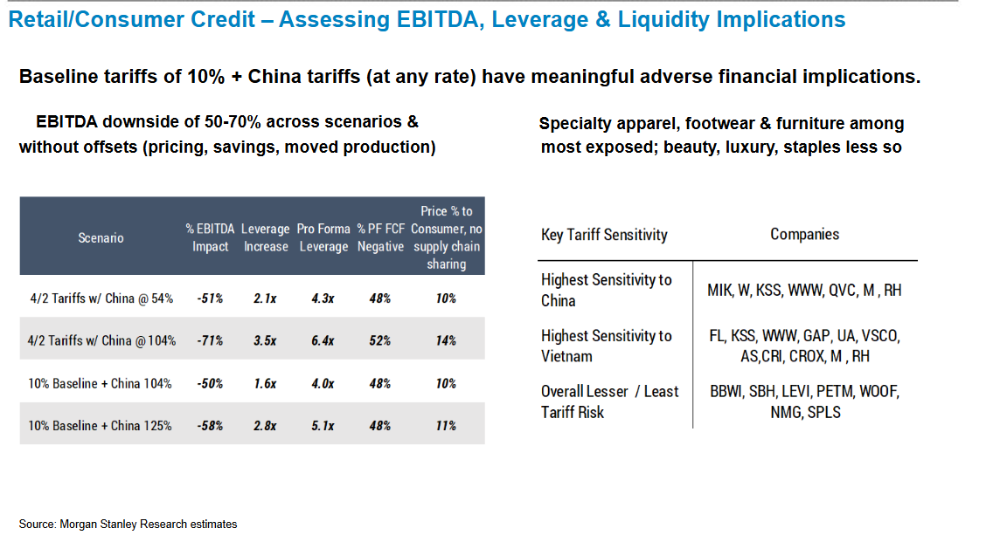 Retail/Consumer Credit – Assessing EBITDA, Leverage & Liquidity Implications
Baseline tariffs of 10% + China tariffs (at any rate) have meaningful adverse financial implications.
EBITDA downside of 50-70% across scenarios &
without offsets (pricing, savings, moved production)
Scenario
% EBITDA
Impact
Leverage
Increase
Pro Forma
Leverage
% PF FCF
Negative
Price % to
Consumer, no
supply chain
sharing
4/2 Tariffs w/ China @ 54% -51% 2.1x 4.3x 48% 10%
4/2 Tariffs w/ China @ 104% -71% 3.5x 6.4x 52% 14%
10% Baseline + China 104% -50% 1.6x 4.0x 48% 10%
10% Baseline + China 125% -58% 2.8x 5.1x 48% 11%
Specialty apparel, footwear & furniture among
most exposed; beauty, luxury, staples less so
Key Tariff Sensitivity
Companies
Highest Sensitivity to
China
MIK, W, KSS, WWW, QVC, M , RH
Highest Sensitivity to
Vietnam
FL, KSS, WWW, GAP, UA, VSCO,
AS,CRI, CROX, M , RH
Overall Lesser / Least
Tariff Risk
BBWI, SBH, LEVI, PETM, WOOF,
NMG, SPLS
Source: Morgan Stanley Research estimates